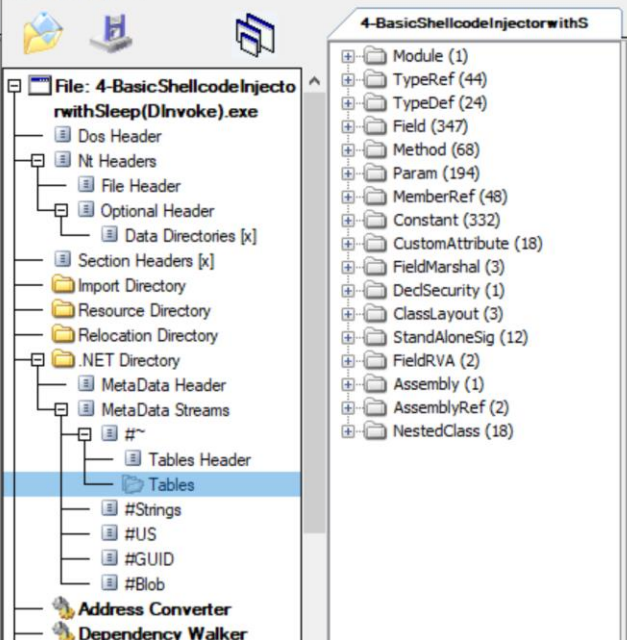 File: 4-BasicShellcodeInjecto
rwithSleep(DInvoke).exe
Dos Header
Nt Headers
File Header
Optional Header
Data Directories [x]
Section Headers [x]
Import Directory
Resource Directory
Relocation Directory
.NET Directory
MetaData Header
MetaData Streams
#~
Tables Header
Tables
#Strings
#US
#GUID
#Blob
Address Converter
Dependency Walker
4-BasicShellcodeInjectorwithS
Module (1)
TypeRef (44)
TypeDef (24)
Field (347)
Method (68)
Param (194)
MemberRef (48)
Constant (332)
CustomAttribute (18)
FieldMarshal (3)
DeclSecurity (1)
ClassLayout (3)
StandAloneSig (12)
FieldRVA (2)
Assembly (1)
AssemblyRef (2)
NestedClass (18)